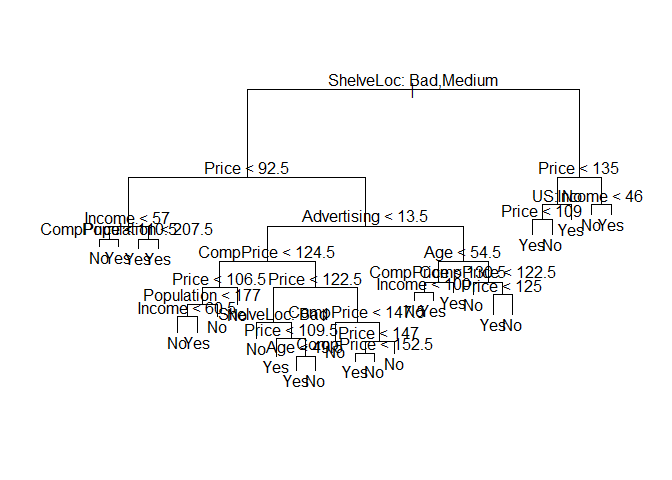 ShelveLoc: Bad,Medium
Price < 92.5
Price < 135
Income < 57
CompPrice < 110.5
Population < 207.5
No
Yes
Yes
Yes
Advertising < 13.5
CompPrice < 124.5
Age < 54.5
Price < 106.5
Price < 122.5
Population < 177
Income < 60.5
No
Yes
No
No
ShelveLoc: Bad
No
Price < 109.5
Yes
Age < 49.5
Yes
No
CompPrice < 147.5
No
Price < 147
CompPrice < 152.5
Yes
No
No
CompPrice < 130.5
CompPrice < 122.5
Income < 100
No
Yes
Yes
No
Price < 125
Yes
No
US: No
Income < 46
Price < 109
Yes
No
Yes
No
Yes